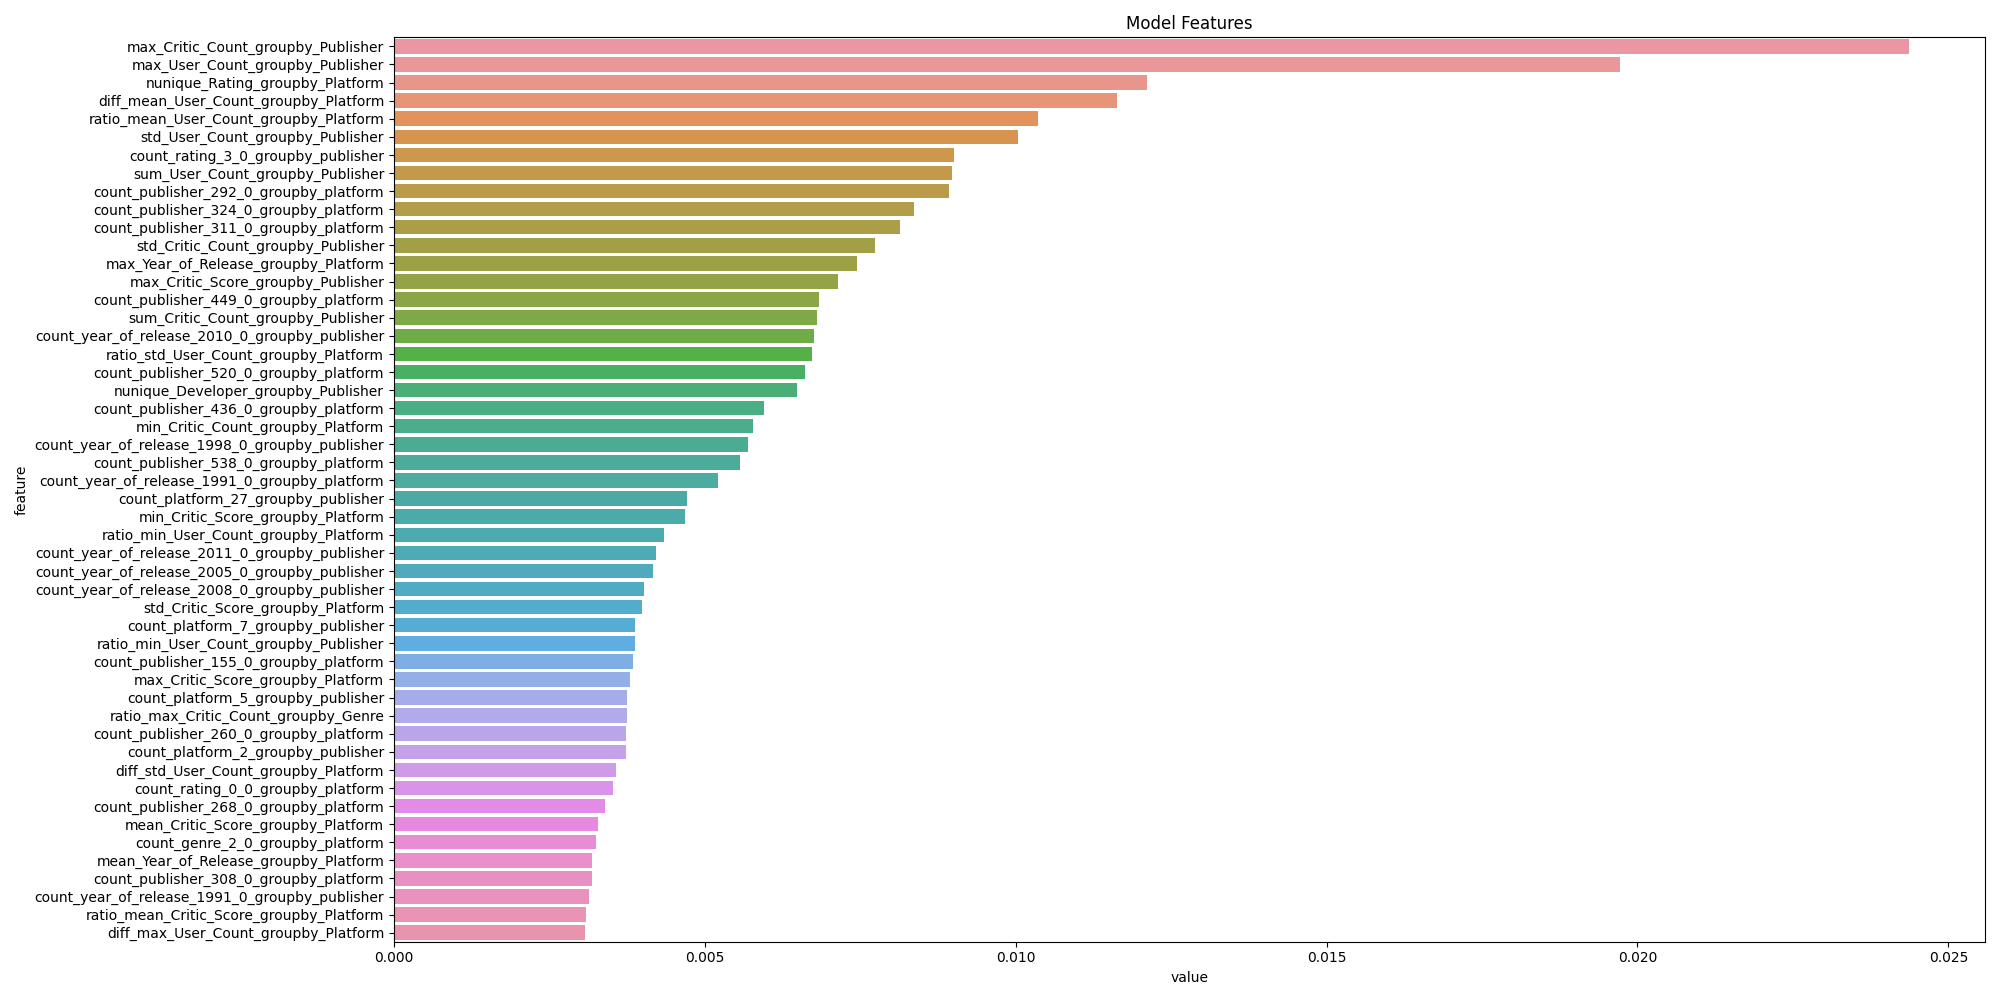 Model Features
max_Critic_Count_groupby_Publisher
max_User_Count_groupby_Publisher
nunique_Rating_groupby_Platform
diff_mean_User_Count_groupby_Platform
ratio_mean_User_Count_groupby_Platform
std_User_Count_groupby_Publisher
count_rating_3_0_groupby_publisher
sum_User_Count_groupby_Publisher
count_publisher_292_0_groupby_platform
count_publisher_324_0_groupby_platform
count_publisher_311_0_groupby_platform
std_Critic_Count_groupby_Publisher
max_Year_of_Release_groupby_Platform
max_Critic_Score_groupby_Publisher
count_publisher_449_0_groupby_platform
sum_Critic_Count_groupby_Publisher
count_year_of_release_2010_0_groupby_publisher
ratio_std_User_Count_groupby_Platform
count_publisher_520_0_groupby_platform
nunique_Developer_groupby_Publisher
count_publisher_436_0_groupby_platform
min_Critic_Count_groupby_Platform
count_year_of_release_1998_0_groupby_publisher
count_publisher_538_0_groupby_platform
count_year_of_release_1991_0_groupby_platform
count_platform_27_groupby_publisher
min_Critic_Score_groupby_Platform
ratio_min_User_Count_groupby_Platform
count_year_of_release_2011_0_groupby_publisher
count_year_of_release_2005_0_groupby_publisher
count_year_of_release_2008_0_groupby_publisher
std_Critic_Score_groupby_Platform
count_platform_7_groupby_publisher
ratio_min_User_Count_groupby_Publisher
count_publisher_155_0_groupby_platform
max_Critic_Score_groupby_Platform
count_platform_5_groupby_publisher
ratio_max_Critic_Count_groupby_Genre
count_publisher_260_0_groupby_platform
count_platform_2_groupby_publisher
diff_std_User_Count_groupby_Platform
count_rating_0_0_groupby_platform
count_publisher_268_0_groupby_platform
mean_Critic_Score_groupby_Platform
count_genre_2_0_groupby_platform
mean_Year_of_Release_groupby_Platform
count_publisher_308_0_groupby_platform
count_year_of_release_1991_0_groupby_publisher
ratio_mean_Critic_Score_groupby_Platform
diff_max_User_Count_groupby_Platform
feature
0.000 0.005 0.010 0.015 0.020 0.025
value